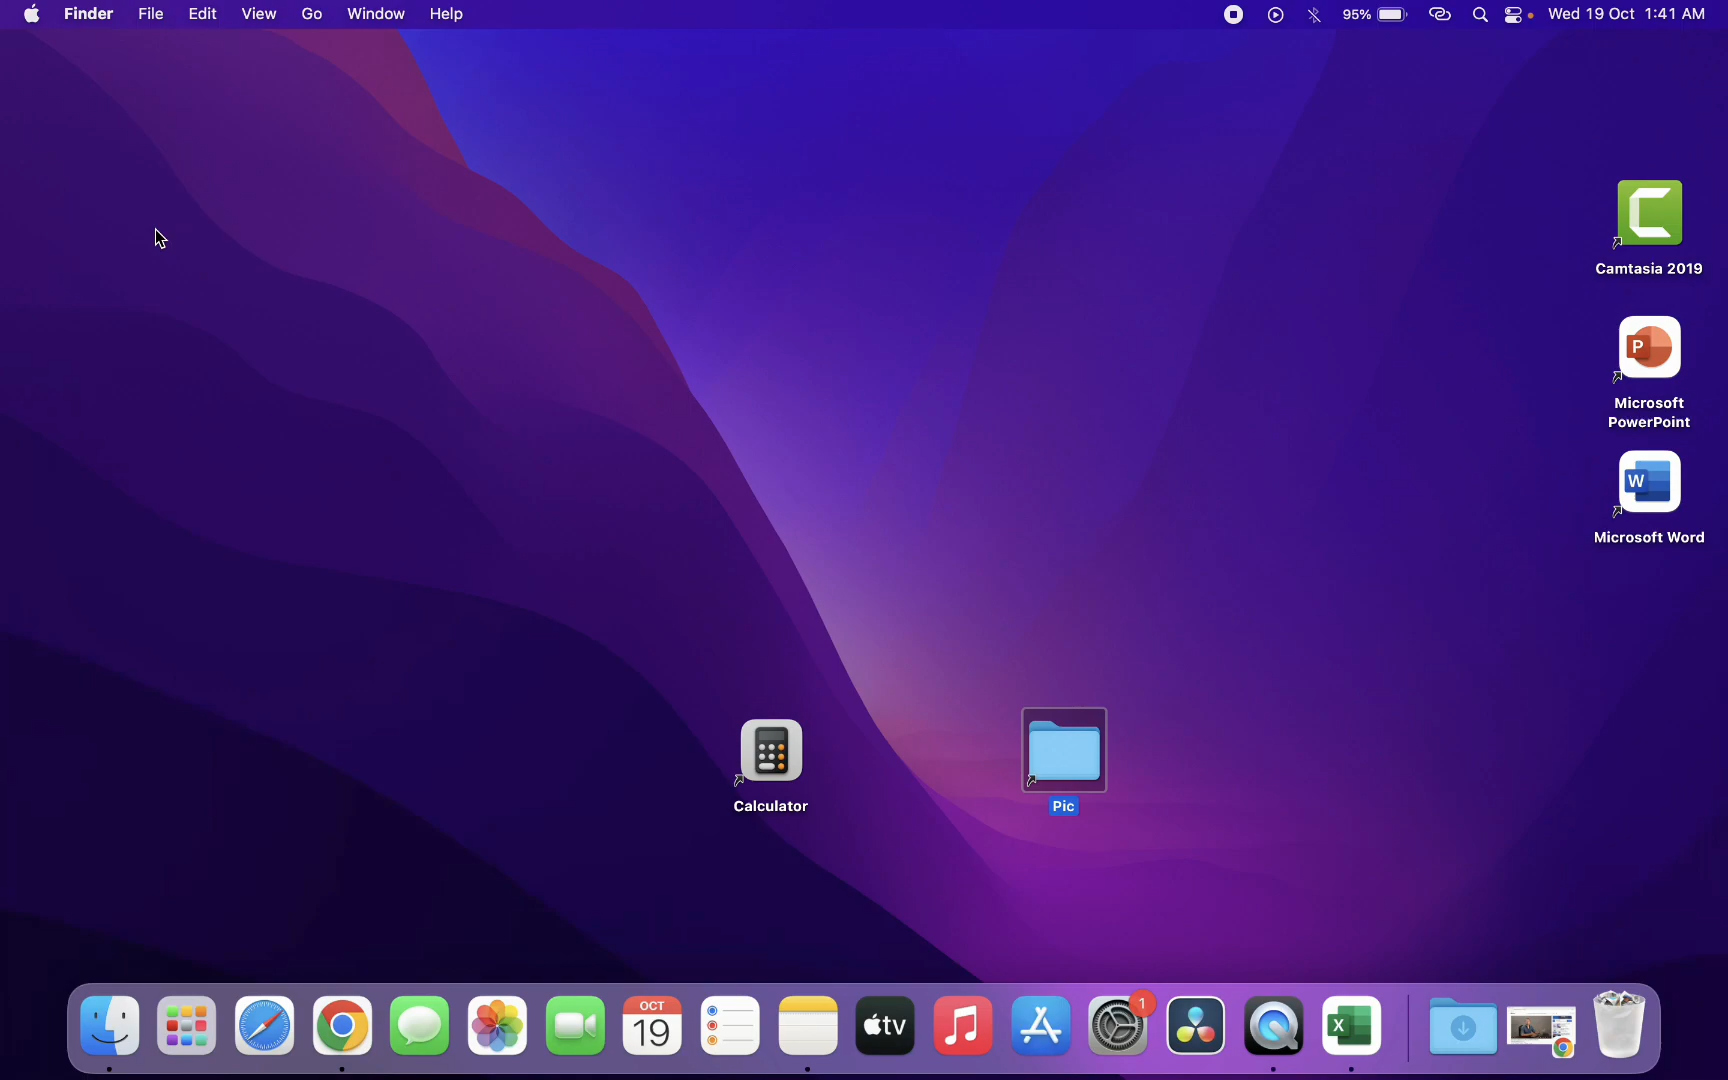 Finder File Edit View Go Window Help
95% Wed 19 Oct 1:41 AM
Camtasia 2019
P
Microsoft
PowerPoint
W
Microsoft Word
Calculator
Pic
OCT
19
tv
1
X